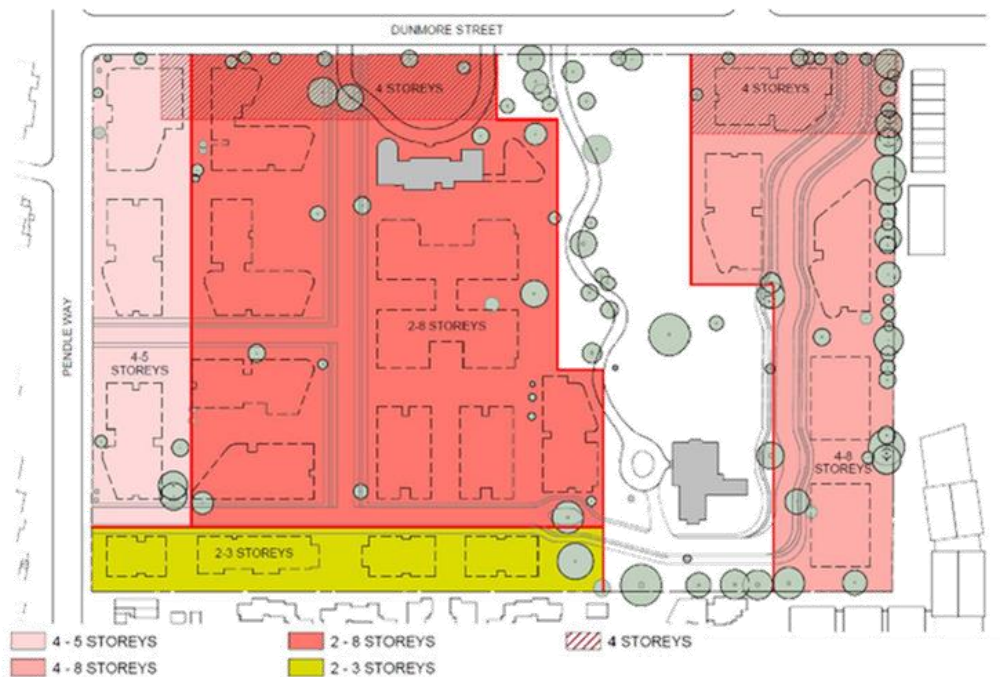 DUNMORE STREET
4 STOREYS
4 STOREYS
PENDLE WAY
2-8 STOREYS
4-5
STOREYS
4-8
STOREYS
2-3 STOREYS
4 - 5 STOREYS
2 - 8 STOREYS
4 STOREYS
4 - 8 STOREYS
2 - 3 STOREYS